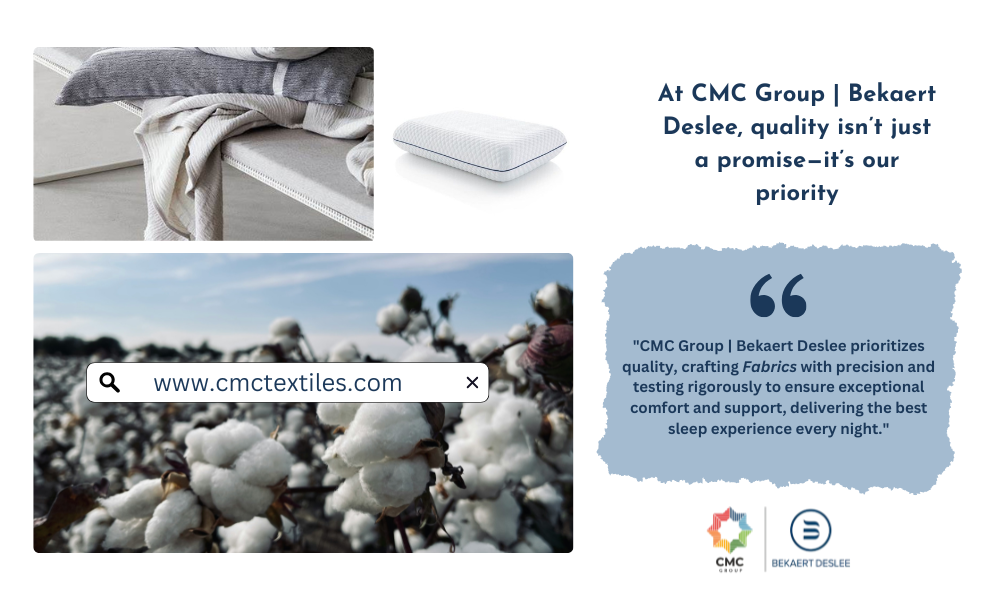 At CMC Group | Bekaert
Deslee, quality isn't just
a promise—it's our
priority
www.cmctextiles.com
"CMC Group | Bekaert Deslee prioritizes
quality, crafting Fabrics with precision and
testing rigorously to ensure exceptional
comfort and support, delivering the best
sleep experience every night."
CMC
GROUP
BEKAERT DESLEE